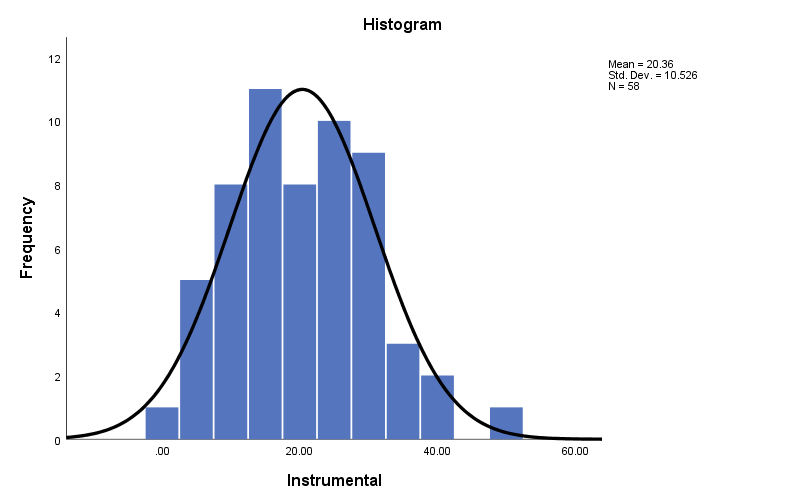 Histogram
Mean = 20.36
Std. Dev. = 10.526
N = 58
12
10
8
6
4
2
0
Frequency
.00
20.00
40.00
60.00
Instrumental